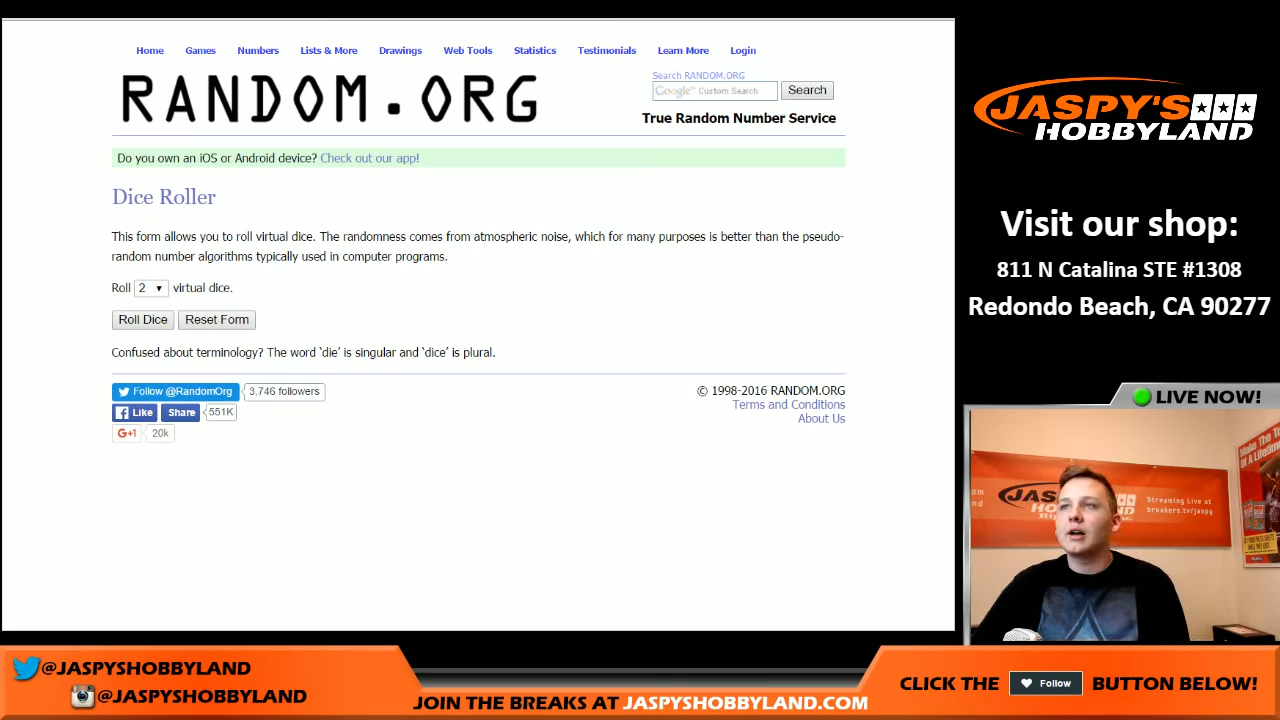 Home Games Numbers Lists & More Drawings Web Tools Statistics Testimonials Learn More Login
RANDOM.ORG
Search RANDOM.ORG
Google™ Custom Search Search
True Random Number Service
Do you own an iOS or Android device? Check out our app!
Dice Roller
This form allows you to roll virtual dice. The randomness comes from atmospheric noise, which for many purposes is better than the pseudo-
random number algorithms typically used in computer programs.
Roll 2 virtual dice.
Roll Dice Reset Form
Confused about terminology? The word ‘die’ is singular and ‘dice’ is plural.
Follow @RandomOrg 3,746 followers
Like Share 551K
G+1 20k
© 1998-2016 RANDOM.ORG
Terms and Conditions
About Us
JASPY'S
HOBBYLAND
Visit our shop:
811 N Catalina STE #1308
Redondo Beach, CA 90277
LIVE NOW!
HOBBYLAND
Streaming Live at
breakers.tv/jaspy
Make The
Of A Lifetime
@JASPYSHOBBYLAND
@JASPYSHOBBYLAND
JOIN THE BREAKS AT JASPYSHOBBYLAND.COM
CLICK THE Follow BUTTON BELOW!